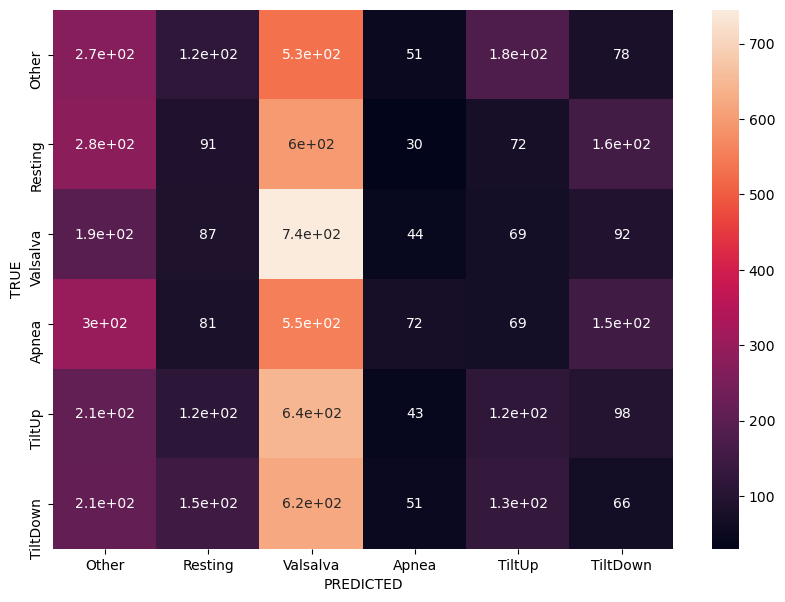 TRUE
Other 2.7e+02 1.2e+02 5.3e+02 51 1.8e+02 78
Resting 2.8e+02 91 6e+02 30 72 1.6e+02
Valsalva 1.9e+02 87 7.4e+02 44 69 92
Apnea 3e+02 81 5.5e+02 72 69 1.5e+02
TiltUp 2.1e+02 1.2e+02 6.4e+02 43 1.2e+02 98
TiltDown 2.1e+02 1.5e+02 6.2e+02 51 1.3e+02 66
Other Resting Valsalva Apnea TiltUp TiltDown
PREDICTED
700
600
500
400
300
200
100